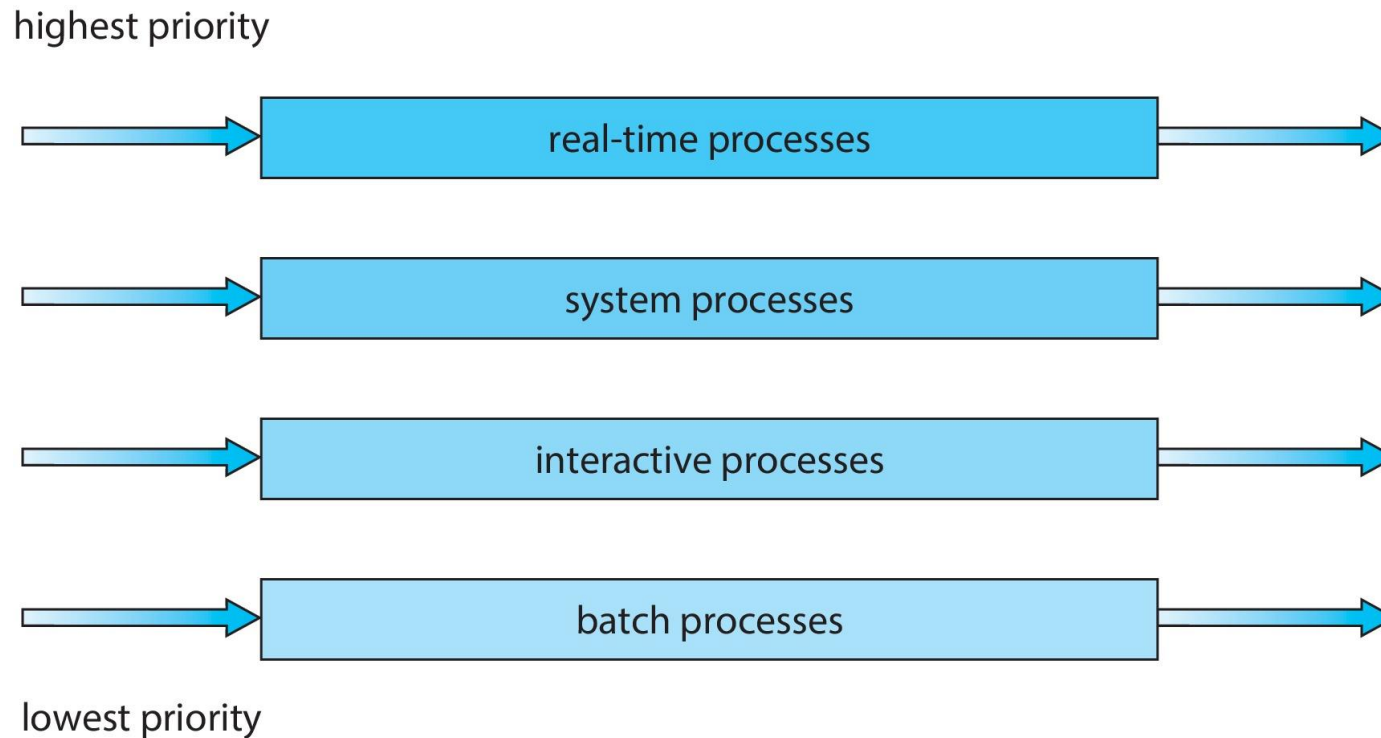 highest priority
real-time processes
system processes
interactive processes
batch processes
lowest priority